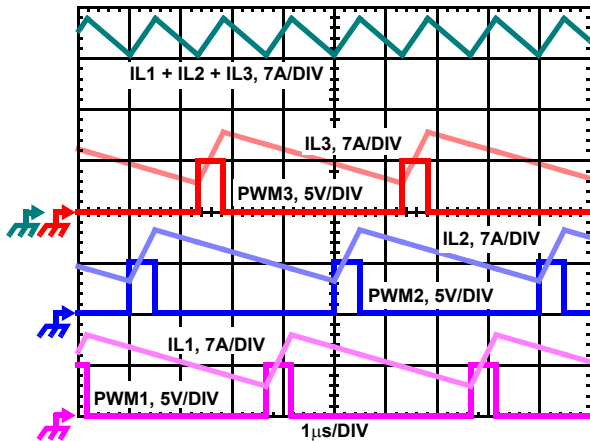 IL1 + IL2 + IL3, 7A/DIV
IL3, 7A/DIV
PWM3, 5V/DIV
IL2, 7A/DIV
PWM2, 5V/DIV
IL1, 7A/DIV
PWM1, 5V/DIV
1μs/DIV